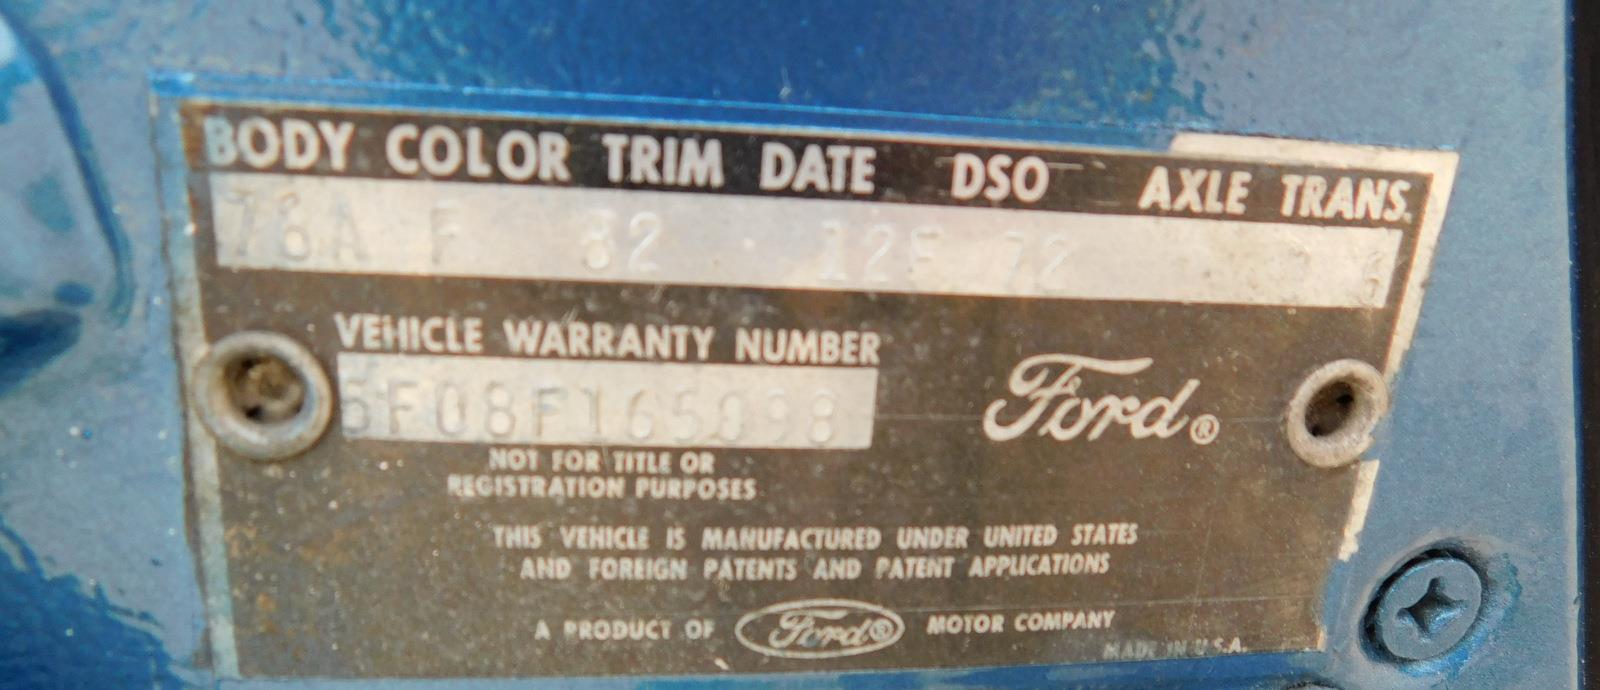 BODY COLOR TRIM DATE DSO AXLE TRANS.
76A F 82 12F 72 6
VEHICLE WARRANTY NUMBER
5F08F165098
Ford®
NOT FOR TITLE OR
REGISTRATION PURPOSES
THIS VEHICLE IS MANUFACTURED UNDER UNITED STATES
AND FOREIGN PATENTS AND PATENT APPLICATIONS
A PRODUCT OF Ford® MOTOR COMPANY
MADE IN U.S.A.